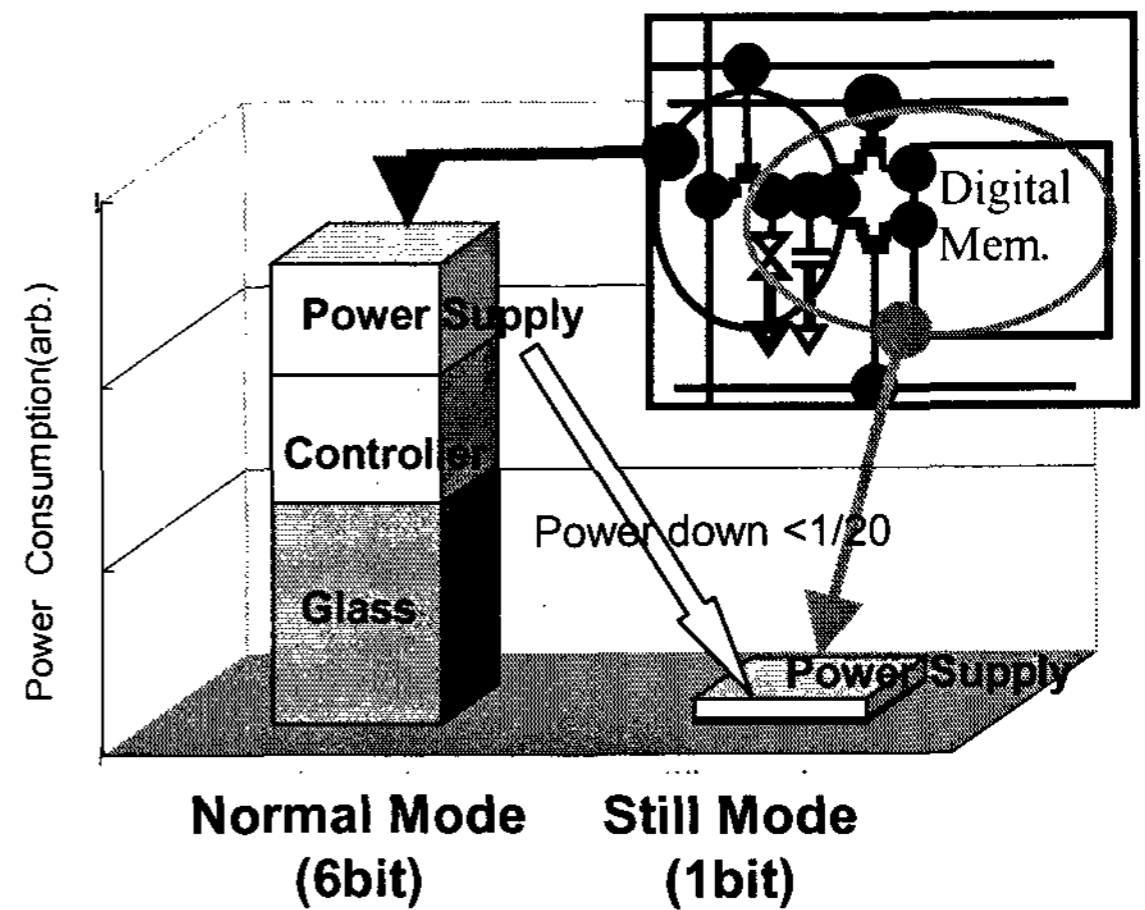 Digital
Mem.
Power Consumption(arb.)
Power Supply
Controller
Glass
Power down <1/20
Power Supply
Normal Mode
(6bit)
Still Mode
(1bit)